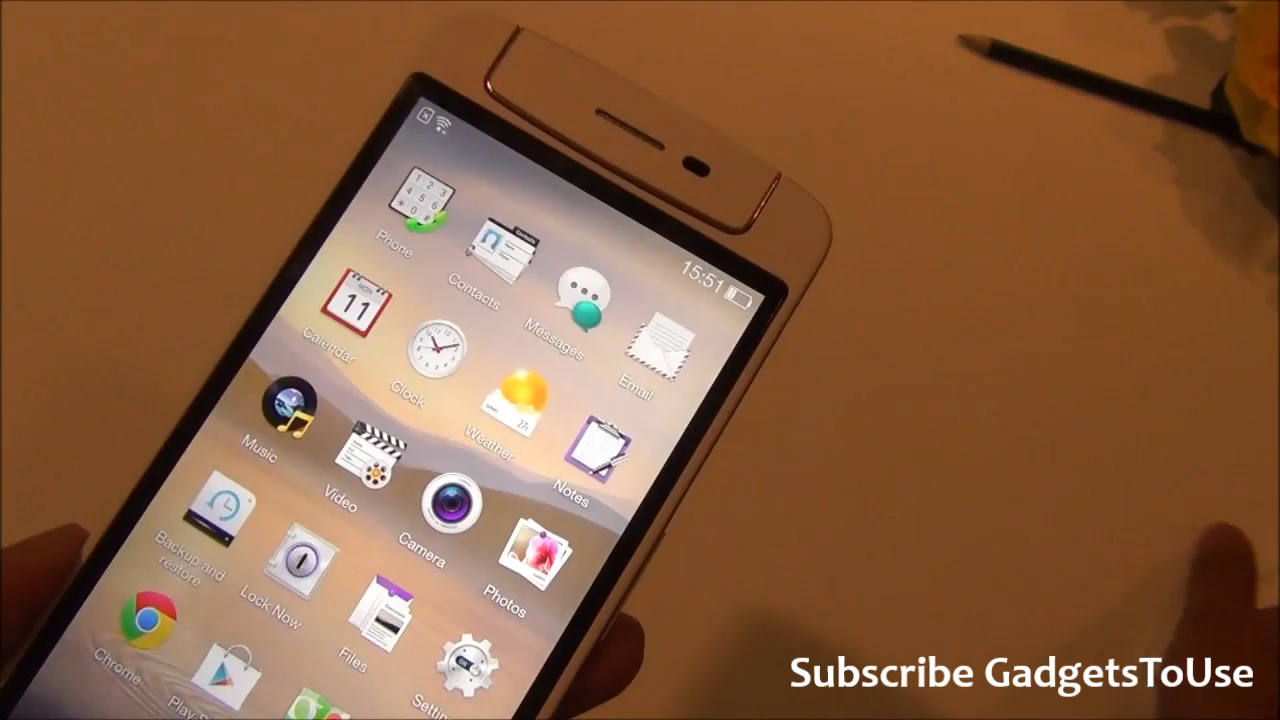 15:51
Phone
Contacts
Messages
Email
MON
11
Calendar
Clock
Weather
Notes
Music
Video
Camera
Photos
Backup and
restore
Lock Now
Files
Chrome
Subscribe GadgetsToUse